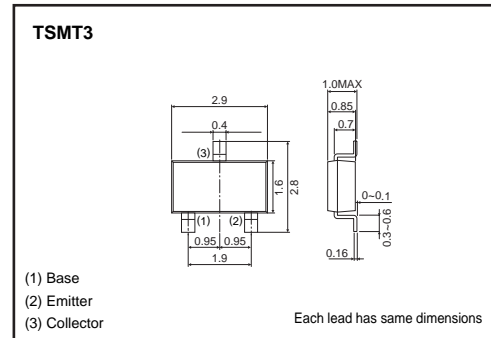 TSMT3
1.0MAX
2.9
0.85
0.4
0.7
(3)
1.6
2.8
0~0.1
(1)
(2)
0.3~0.6
0.95
0.95
0.16
1.9
(1) Base
(2) Emitter
(3) Collector
Each lead has same dimensions